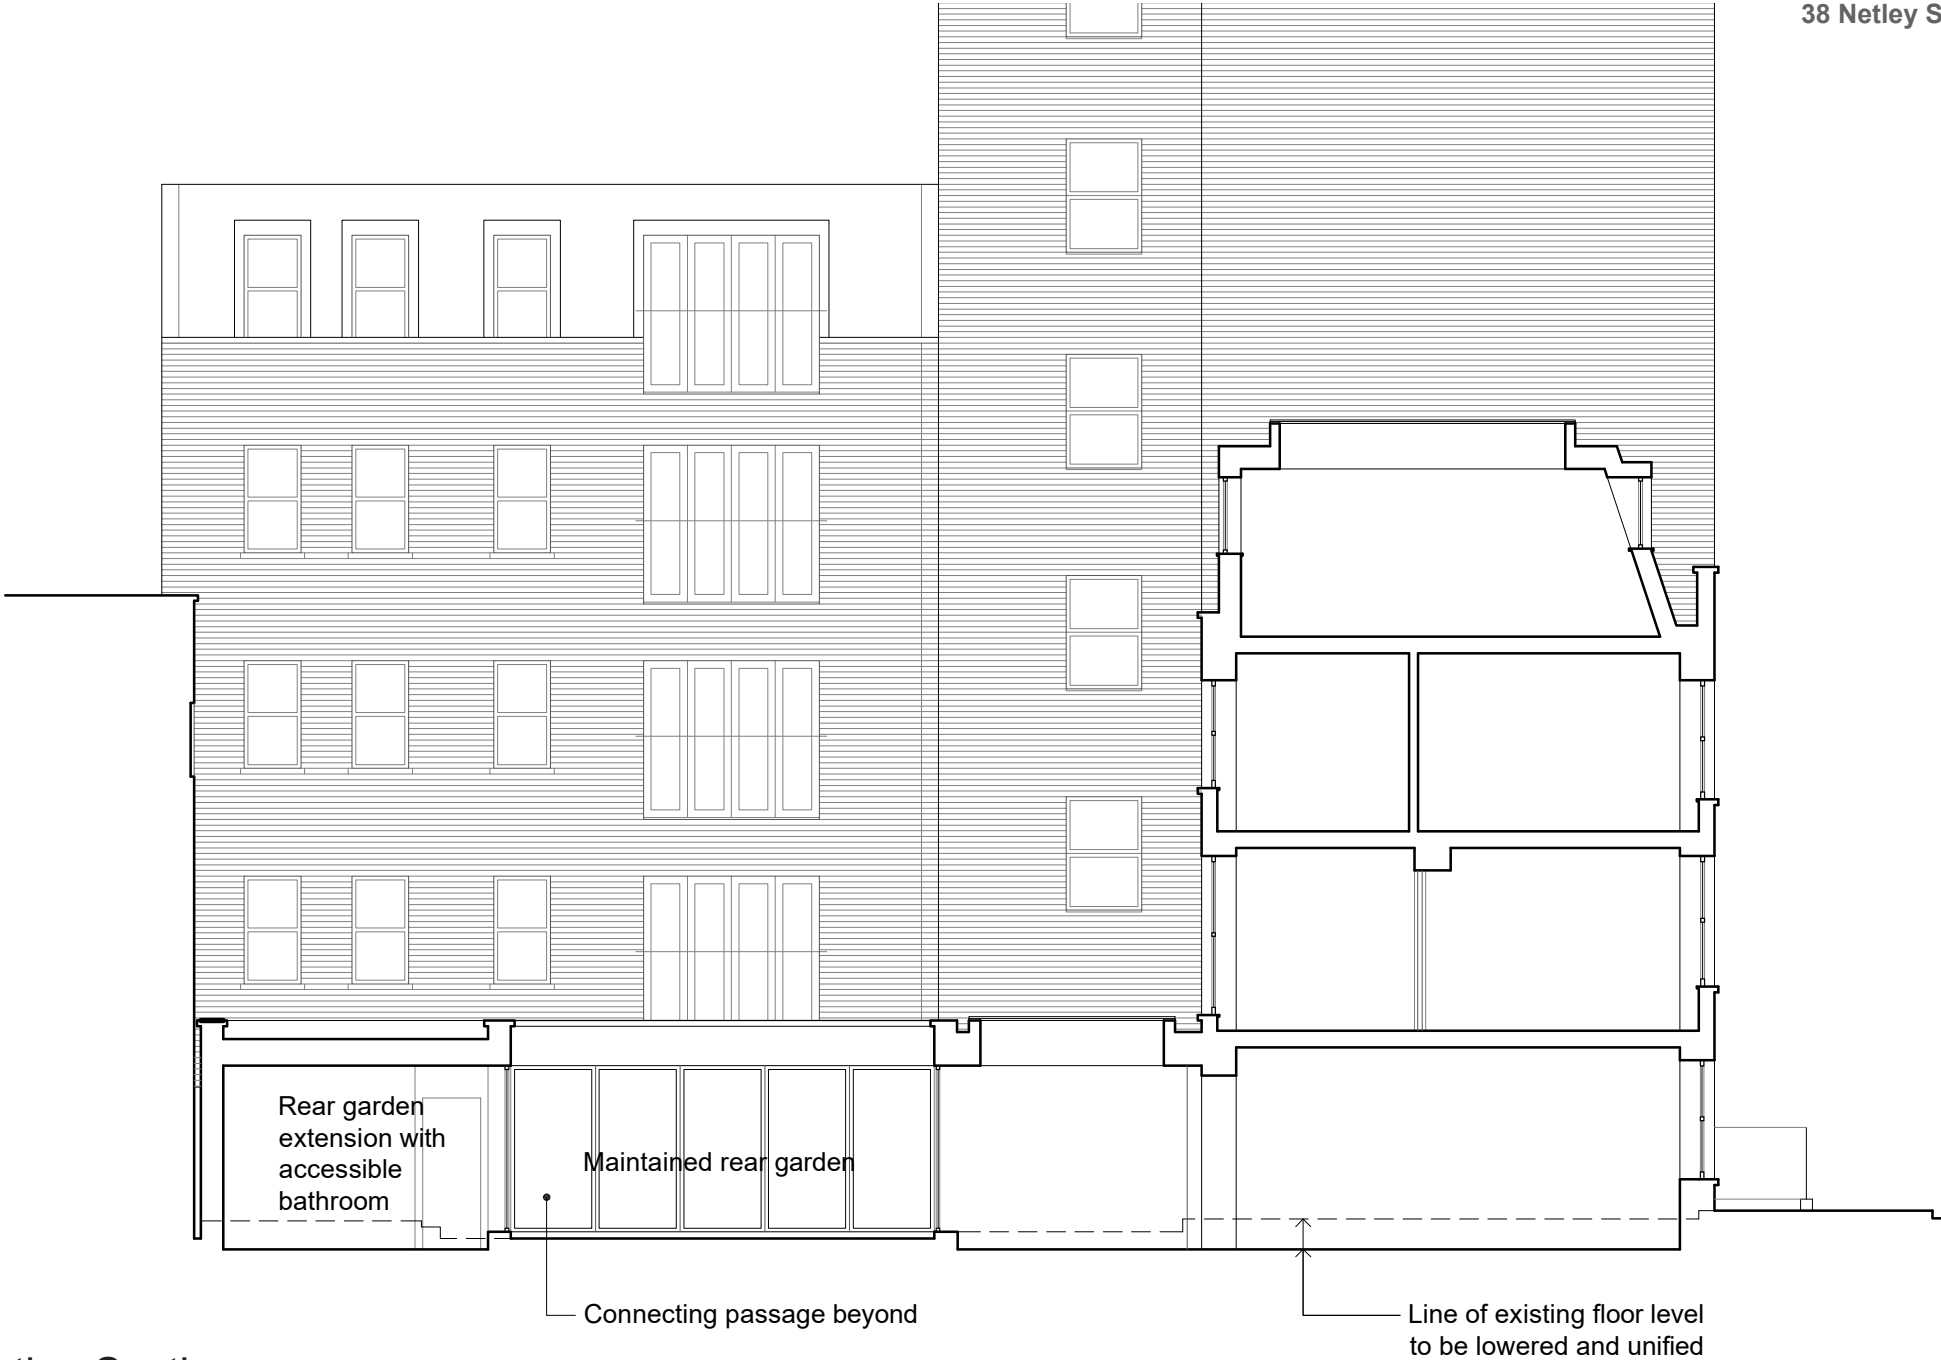 38 Netley S
Rear garden
extension with
accessible
bathroom
Maintained rear garden
Connecting passage beyond
Line of existing floor level
to be lowered and unified